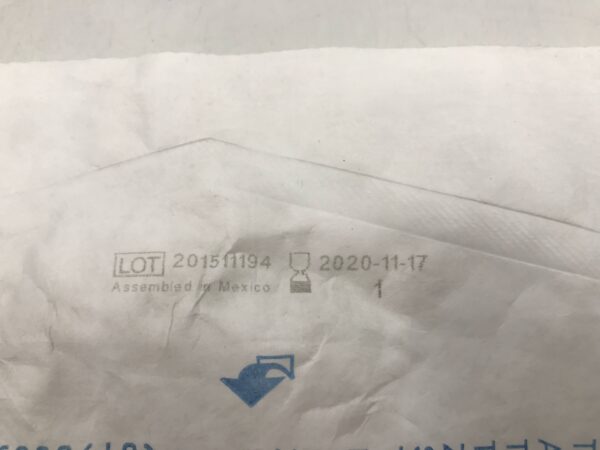 LOT 201511194 2020-11-17
Assembled in Mexico 1